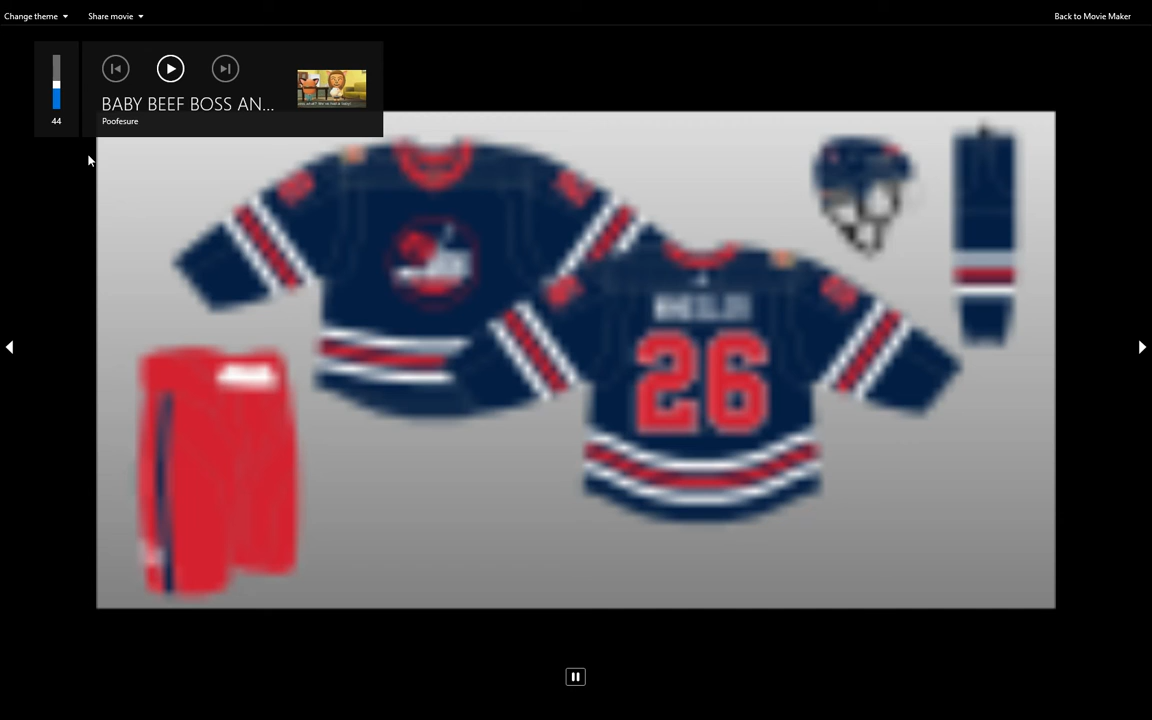 Change theme
Share movie
Back to Movie Maker
BABY BEEF BOSS AN...
44
Poofesure
26